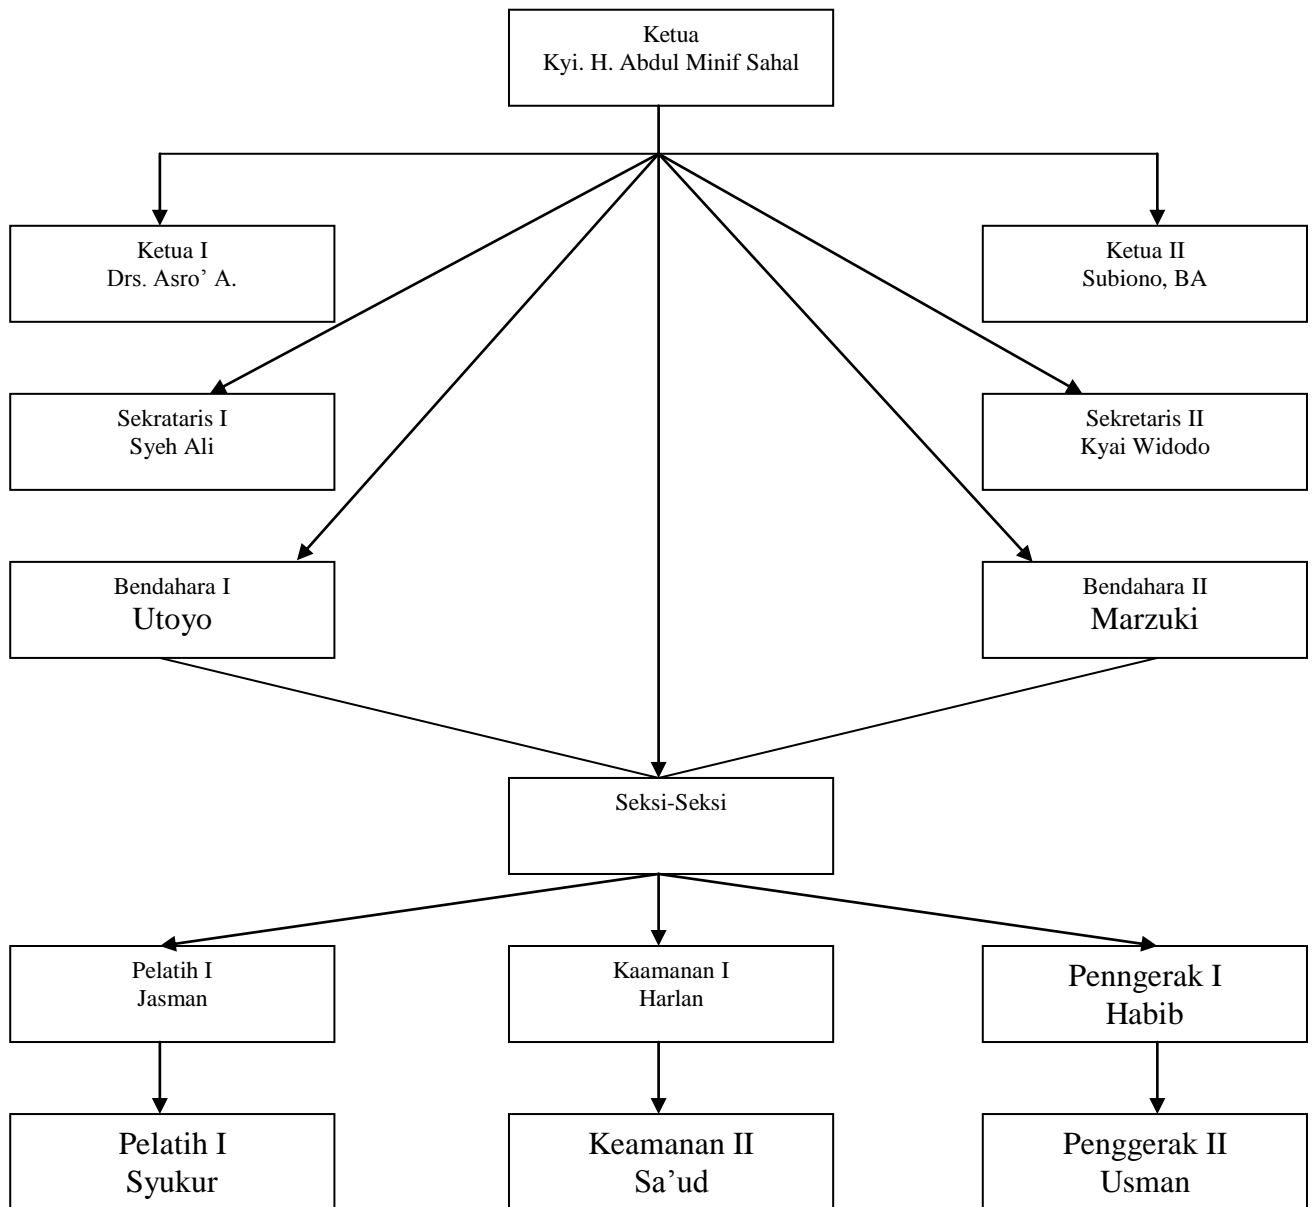 Ketua
Kyi. H. Abdul Minif Sahal
Ketua I
Drs. Asro’ A.
Ketua II
Subiono, BA
Sekrataris I
Syeh Ali
Sekretaris II
Kyai Widodo
Bendahara I
Utoyo
Bendahara II
Marzuki
Seksi-Seksi
Pelatih I
Jasman
Kaamanan I
Harlan
Penngerak I
Habib
Pelatih I
Syukur
Keamanan II
Sa’ud
Penggerak II
Usman